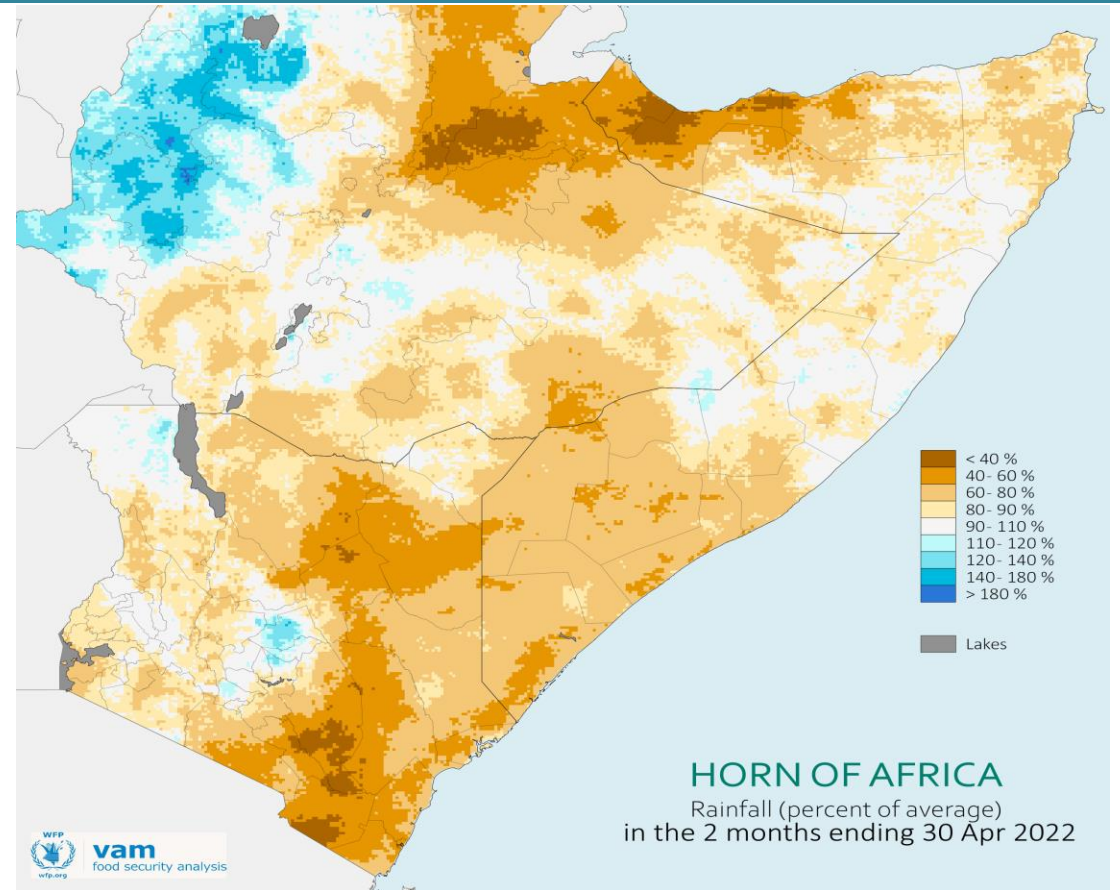 < 40 %
40- 60 %
60- 80 %
80- 90 %
90- 110 %
110- 120 %
120- 140 %
140- 180 %
> 180 %
Lakes
HORN OF AFRICA
Rainfall (percent of average)
in the 2 months ending 30 Apr 2022
WFP
wfp.org
vam
food security analysis